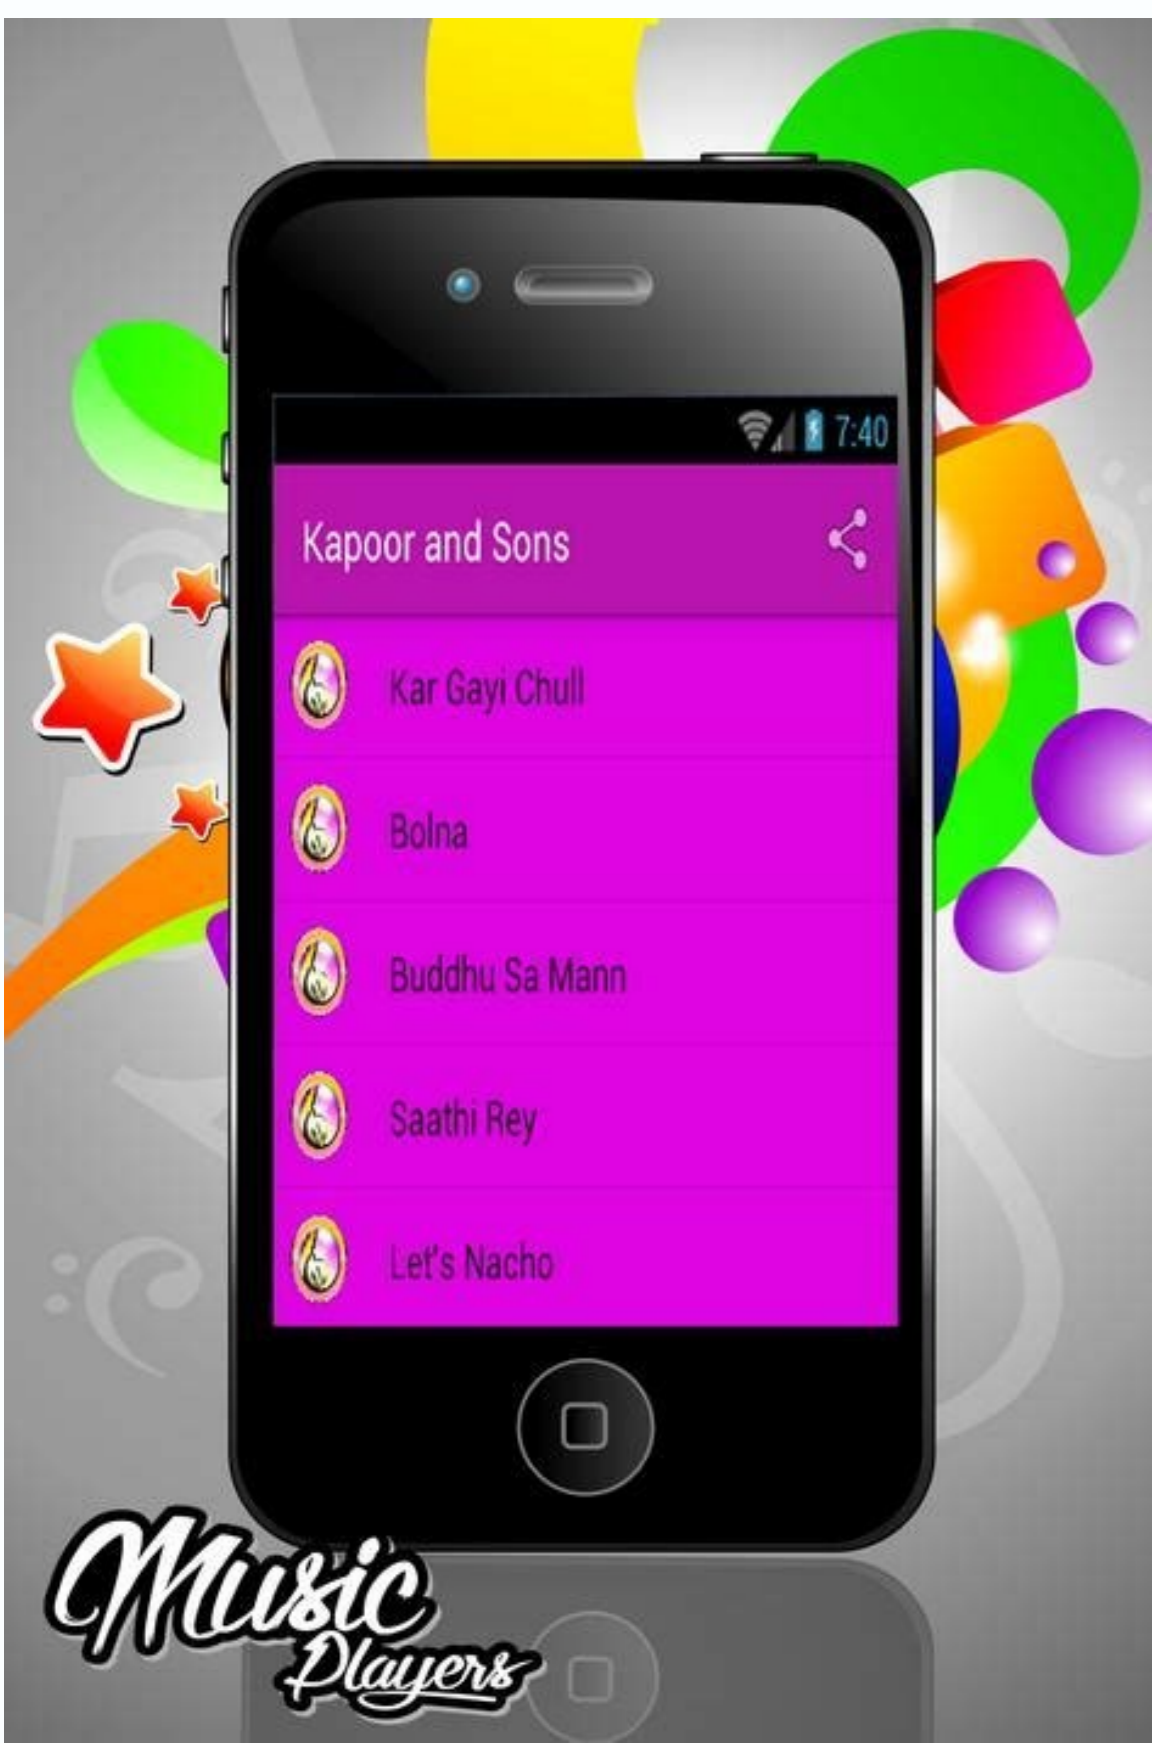 7:40
Kapoor and Sons
Kar Gayi Chull
Bolna
Buddhu Sa Mann
Saathi Rey
Let's Nacho
Music
Players